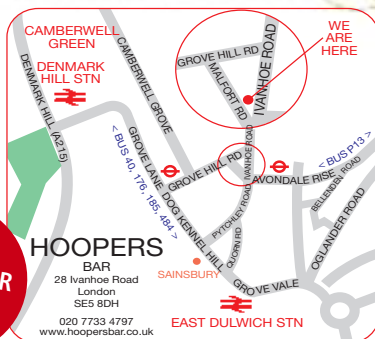 CAMBERWELL
GREEN
DENMARK
HILL STN
DENMARK HILL (A215)
CAMBERWELL GROVE
GROVE HILL RD
MALFORT RD
IVANHOE ROAD
WE
ARE
HERE
< BUS 40, 176, 185, 484 >
GROVE LANE
DOG KENNEL HILL
GROVE HILL RD
IVANHOE ROAD
PYTCHLEY ROAD
QUORN RD
AVONDALE RISE
< BUS P13 >
BELLENDEN ROAD
OGLANDER ROAD
GROVE VALE
SAINSBURY
EAST DULWICH STN
HOOPERS
BAR
28 Ivanhoe Road
London
SE5 8DH
020 7733 4797
www.hoopersbar.co.uk